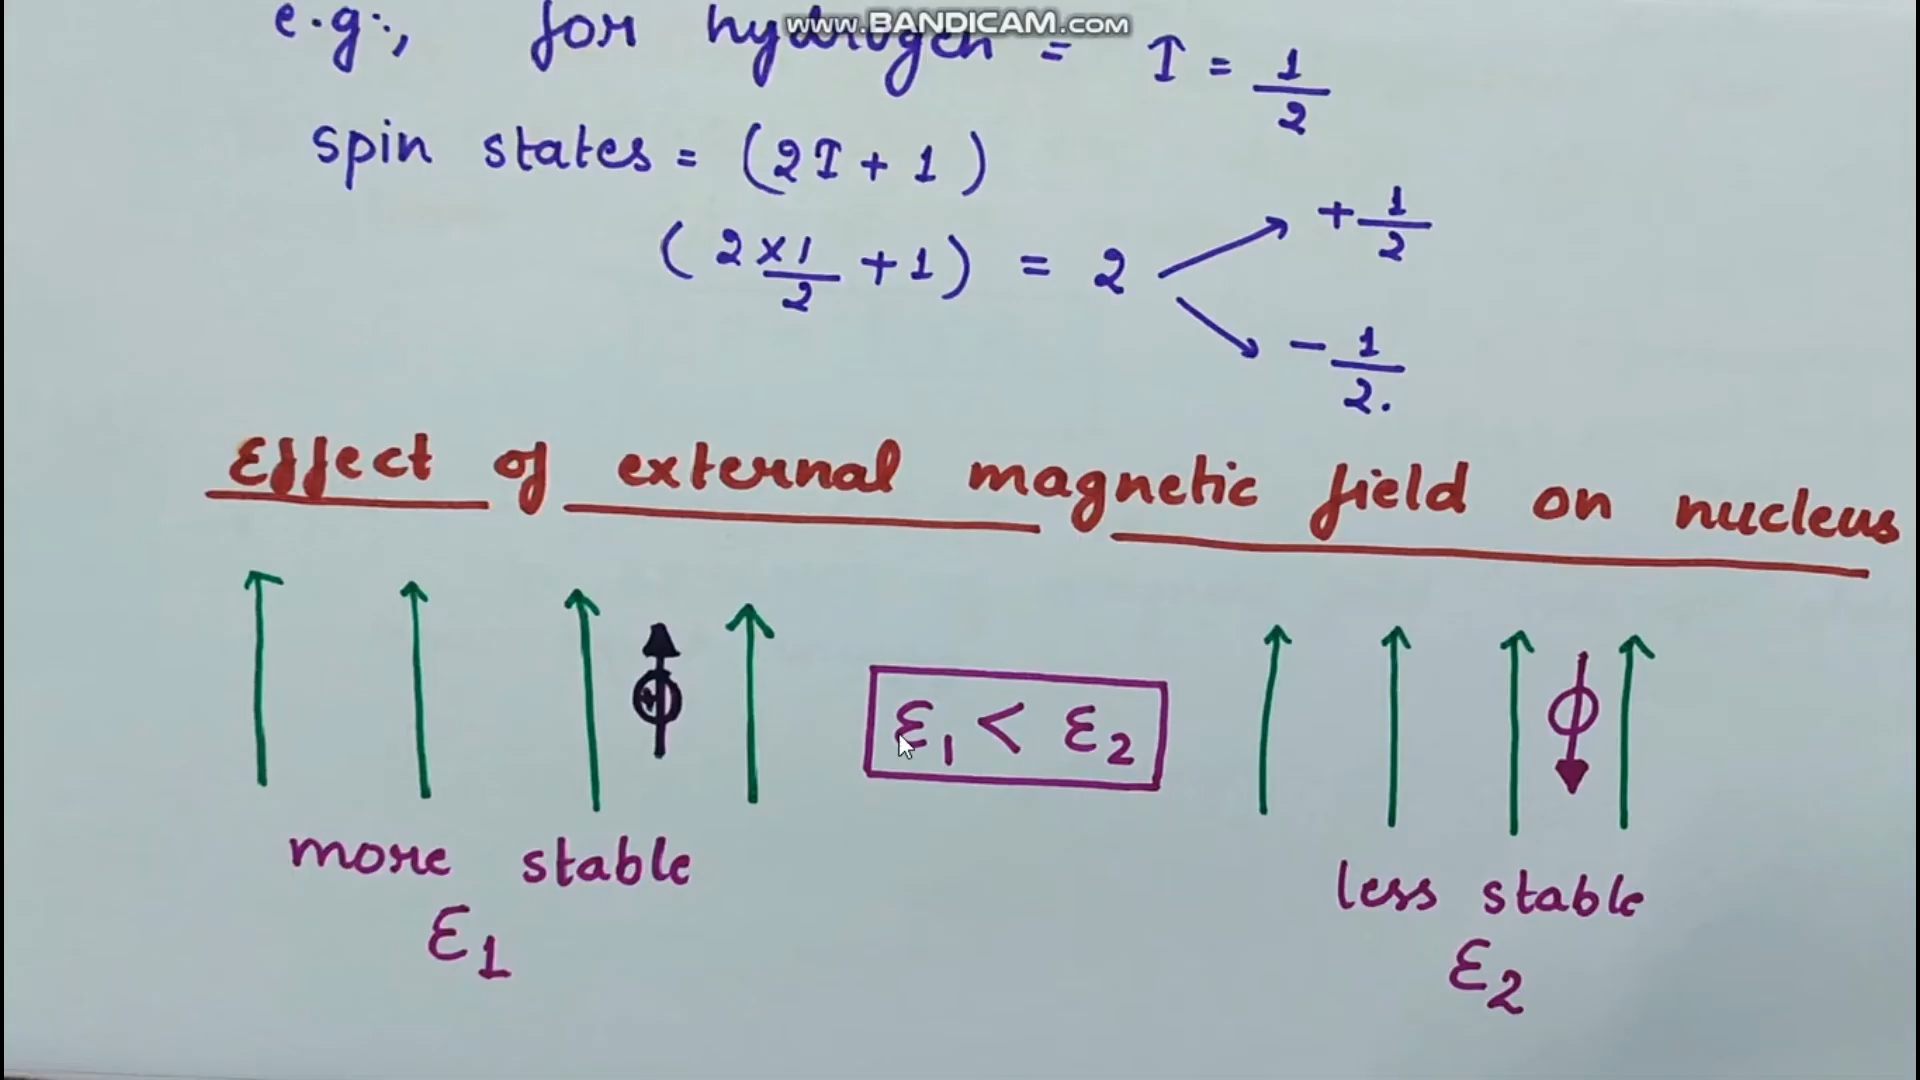 www.BANDICAM.com
e.g:, for hydrogen = I = 1/2
spin states = (2I + 1)
(2×1/2 + 1) = 2
+1/2
-1/2.
Effect of external magnetic field on nucleus
ε1 < ε2
more stable
ε1
less stable
ε2